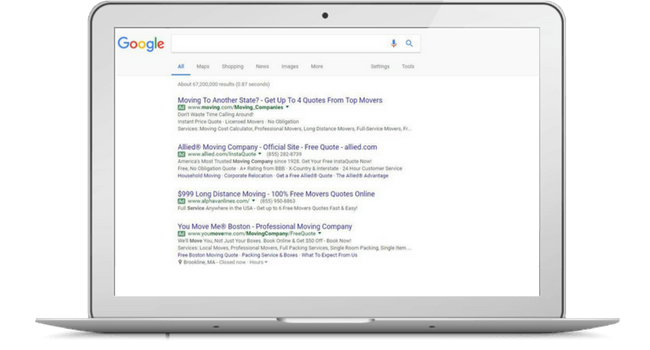 Google
All Maps Shopping News Images More Settings Tools
About 67,200,000 results (0.87 seconds)
Moving To Another State? - Get Up To 4 Quotes From Top Movers
Ad www.moving.com/Moving_Companies
Don't Waste Time Calling Around!
Instant Price Quote · Licensed Movers · No Obligation
Services: Moving Cost Calculator, Professional Movers, Long Distance Movers, Full-Service Movers, Fr...
Allied® Moving Company - Official Site - Free Quote - allied.com
Ad www.allied.com/InstaQuote (855) 282-8739
America's Most Trusted Moving Company since 1928. Get Your Free InstaQuote Now!
Free, No Obligation Quote · A+ Rating from BBB · X-Country & Interstate · 24 Hour Customer Service
Household Moving · Corporate Relocation · Get a Free Allied® Quote · The Allied® Advantage
$999 Long Distance Moving - 100% Free Movers Quotes Online
Ad www.alphavanlines.com/ (855) 950-8863
Full Service Anywhere in the USA - Get up to 6 Free Movers Quotes Fast & Easy!
You Move Me® Boston - Professional Moving Company
Ad www.youmoveme.com/MovingCompany/FreeQuote
We'll Move You, Not Just Your Boxes. Book Online & Get $50 Off - Book Now!
Services: Local Moves, Professional Movers, Full Packing Services, Single Room Packing, Single Item ...
Free Boston Moving Quote · Packing Service & Boxes · What To Expect From Us
Brookline, MA - Closed now - Hours